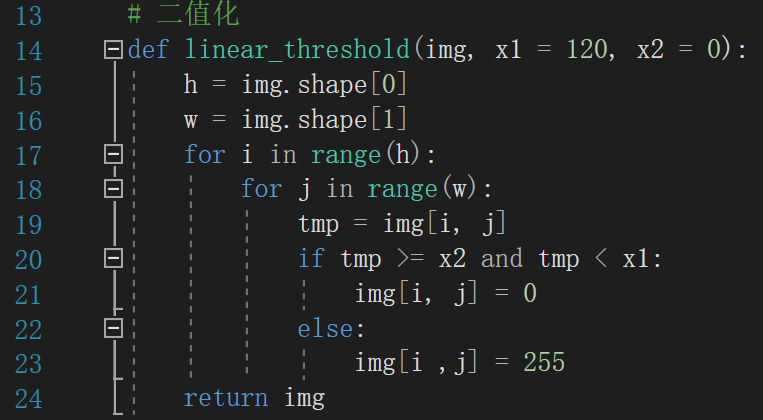 13 # 二值化
14 def linear_threshold(img, x1 = 120, x2 = 0):
15 h = img.shape[0]
16 w = img.shape[1]
17 for i in range(h):
18 for j in range(w):
19 tmp = img[i, j]
20 if tmp >= x2 and tmp < x1:
21 img[i, j] = 0
22 else:
23 img[i ,j] = 255
24 return img